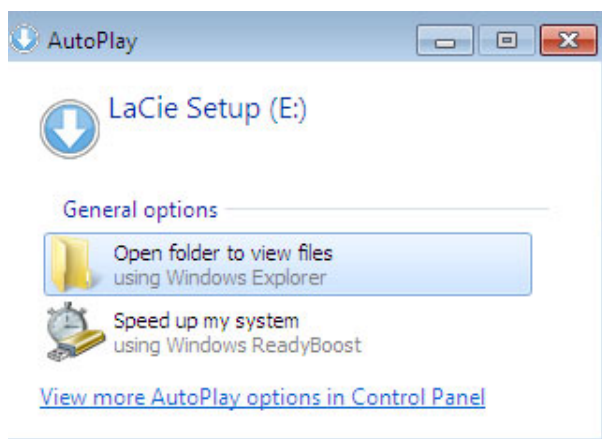 AutoPlay
LaCie Setup (E:)
General options
Open folder to view files
using Windows Explorer
Speed up my system
using Windows ReadyBoost
View more AutoPlay options in Control Panel